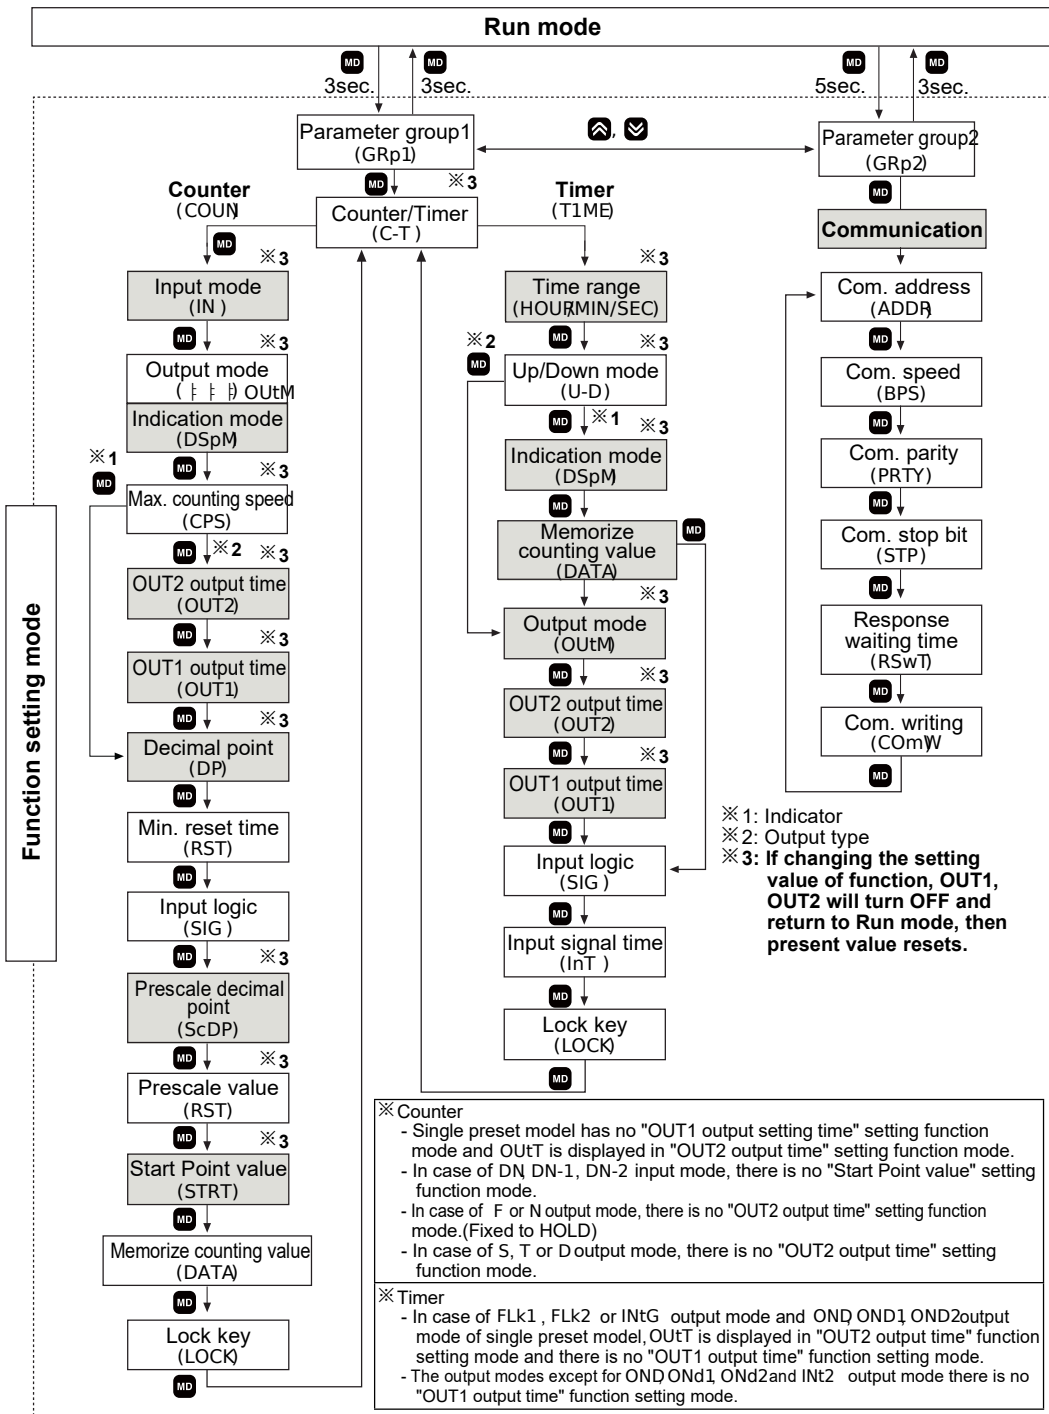 Run mode
MD MD MD MD
3sec. 3sec. 5sec. 3sec.
Parameter group1
(GRp1)
,
Parameter group2
(GRp2)
MD ※3
MD
Counter
(COUN)
Counter/Timer
(C-T )
Timer
(T1ME)
MD
Function setting mode
※3
Input mode
(IN )
MD ※3
Output mode
(├ ├ ├) OUtM
Indication mode
(DSpM)
※1
MD
MD ※3
Max. counting speed
(CPS)
MD ※2 ※3
OUT2 output time
(OUT2)
MD ※3
OUT1 output time
(OUT1)
MD ※3
Decimal point
(DP)
MD
Min. reset time
(RST)
MD
Input logic
(SIG )
MD ※3
Prescale decimal
point
(ScDP)
MD ※3
Prescale value
(RST)
MD ※3
Start Point value
(STRT)
MD
Memorize counting value
(DATA)
MD
Lock key
(LOCK)
MD
※3
Time range
(HOUR/MIN/SEC)
※2
MD
MD ※3
Up/Down mode
(U-D)
MD ※1 ※3
Indication mode
(DSpM)
MD
Memorize
counting value
(DATA)
MD
※3
Output mode
(OUtM)
MD ※3
OUT2 output time
(OUT2)
MD ※3
OUT1 output time
(OUT1)
MD
Input logic
(SIG )
MD
Input signal time
(InT )
MD
Lock key
(LOCK)
MD
Communication
Com. address
(ADDR)
MD
Com. speed
(BPS)
MD
Com. parity
(PRTY)
MD
Com. stop bit
(STP)
MD
Response
waiting time
(RSwT)
MD
Com. writing
(COmW)
MD
※1: Indicator
※2: Output type
※3: If changing the setting
value of function, OUT1,
OUT2 will turn OFF and
return to Run mode, then
present value resets.
※Counter
- Single preset model has no "OUT1 output setting time" setting function
mode and OUtT is displayed in "OUT2 output time" setting function mode.
- In case of DN, DN-1, DN-2 input mode, there is no "Start Point value" setting
function mode.
- In case of F or N output mode, there is no "OUT2 output time" setting function
mode.(Fixed to HOLD)
- In case of S, T or D output mode, there is no "OUT2 output time" setting
function mode.
※Timer
- In case of FLk1 , FLk2 or INtG output mode and OND, OND1, OND2 output
mode of single preset model, OUtT is displayed in "OUT2 output time" function
setting mode and there is no "OUT1 output time" function setting mode.
- The output modes except for OND, ONd1, ONd2 and INt2 output mode there is no
"OUT1 output time" function setting mode.